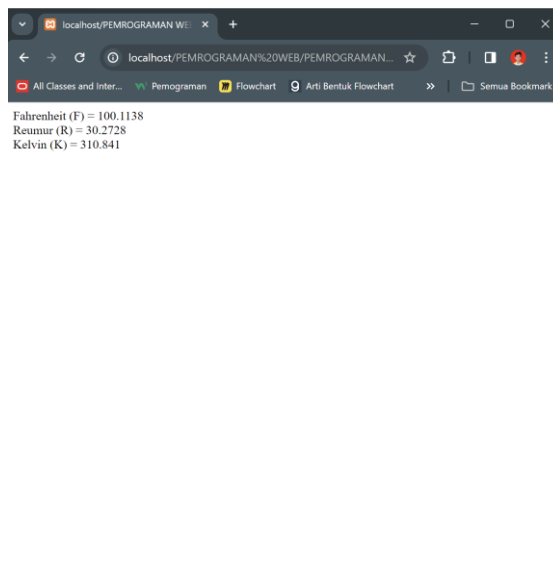 localhost/PEMROGRAMAN WE
localhost/PEMROGRAMAN%20WEB/PEMROGRAMAN...
All Classes and Inter... Pemograman Flowchart Arti Bentuk Flowchart » Semua Bookmark
Fahrenheit (F) = 100.1138
Reumur (R) = 30.2728
Kelvin (K) = 310.841